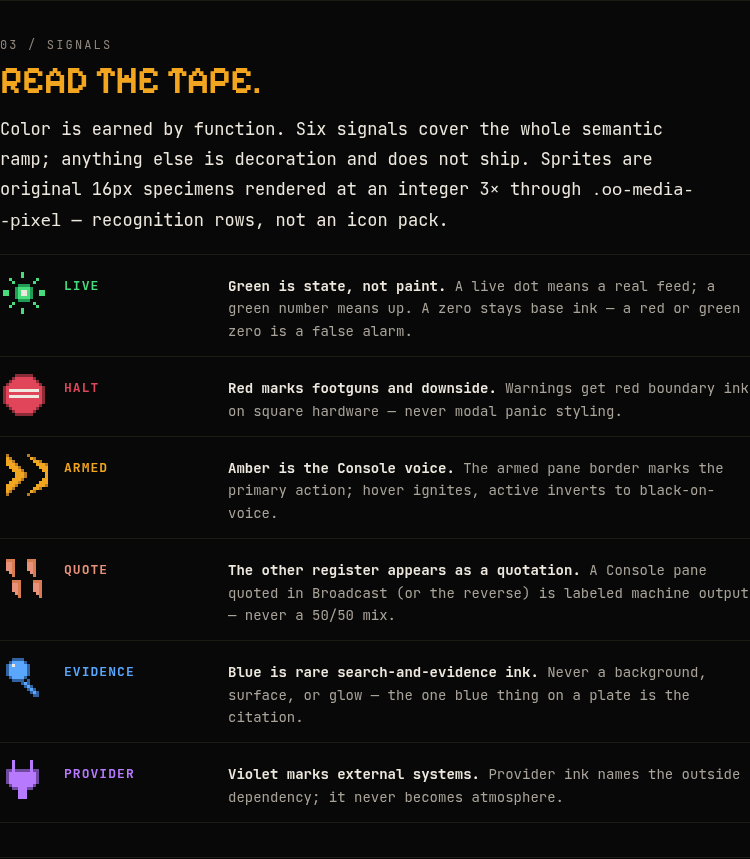 03 / SIGNALS
READ THE TAPE.
Color is earned by function. Six signals cover the whole semantic
ramp; anything else is decoration and does not ship. Sprites are
original 16px specimens rendered at an integer 3× through .oo-media-
-pixel — recognition rows, not an icon pack.
LIVE
Green is state, not paint. A live dot means a real feed; a
green number means up. A zero stays base ink — a red or green
zero is a false alarm.
HALT
Red marks footguns and downside. Warnings get red boundary ink
on square hardware — never modal panic styling.
ARMED
Amber is the Console voice. The armed pane border marks the
primary action; hover ignites, active inverts to black-on-
voice.
QUOTE
The other register appears as a quotation. A Console pane
quoted in Broadcast (or the reverse) is labeled machine output
— never a 50/50 mix.
EVIDENCE
Blue is rare search-and-evidence ink. Never a background,
surface, or glow — the one blue thing on a plate is the
citation.
PROVIDER
Violet marks external systems. Provider ink names the outside
dependency; it never becomes atmosphere.